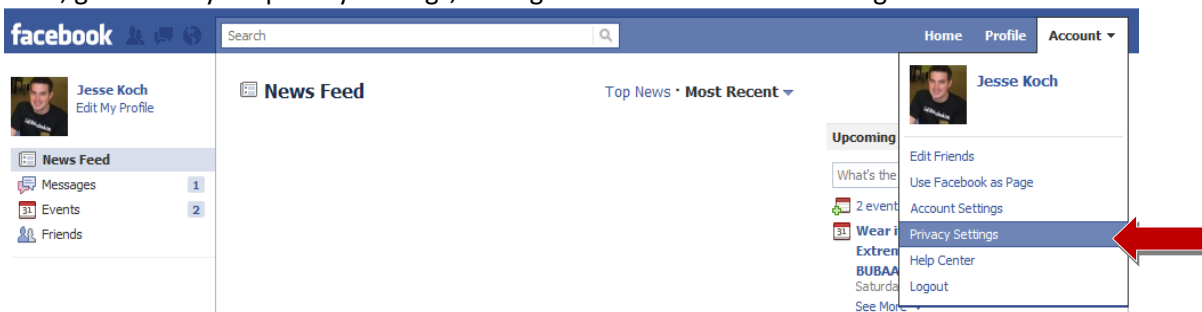 facebook Search Home Profile Account
Jesse Koch
Edit My Profile
News Feed
Messages 1
Events 2
Friends
News Feed
Top News · Most Recent
Upcoming
What's the
2 event
Wear i
Extren
BUBAA
Saturda
See More
Jesse Koch
Edit Friends
Use Facebook as Page
Account Settings
Privacy Settings
Help Center
Logout